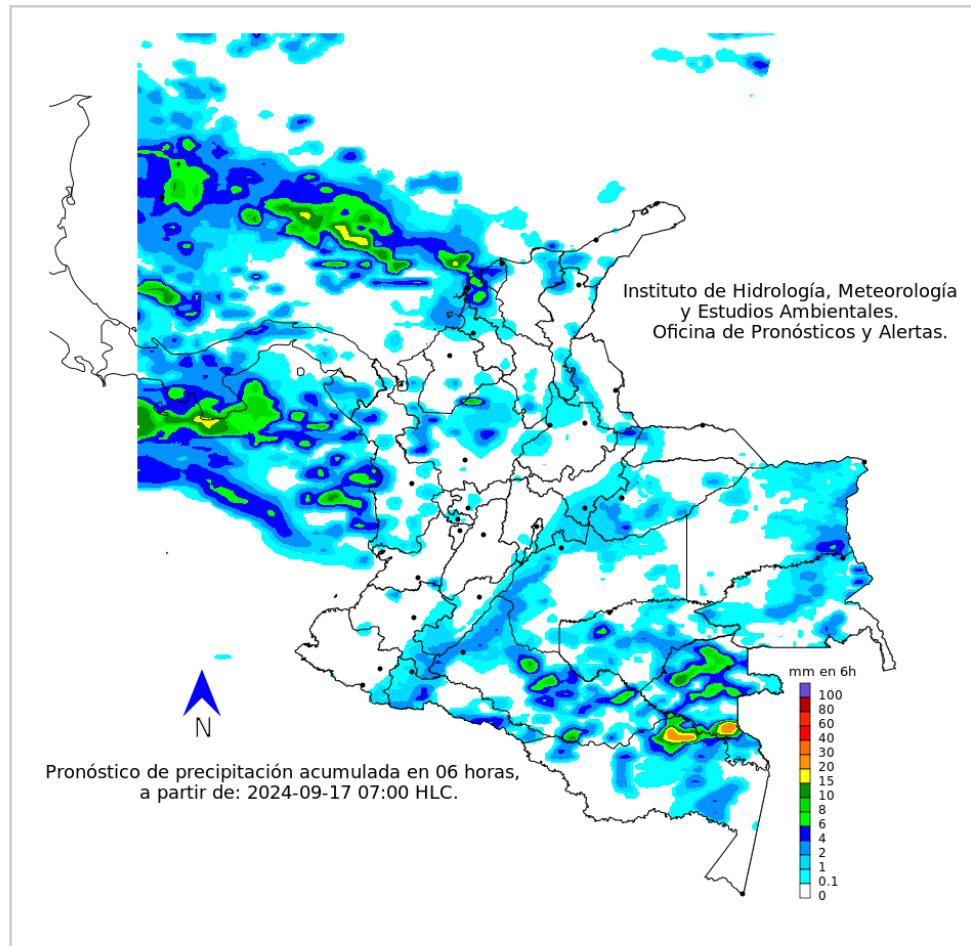 Instituto de Hidrología, Meteorología
y Estudios Ambientales.
Oficina de Pronósticos y Alertas.
mm en 6h
100
80
60
40
30
20
15
10
8
6
4
2
1
0.1
0
N
Pronóstico de precipitación acumulada en 06 horas,
a partir de: 2024-09-17 07:00 HLC.